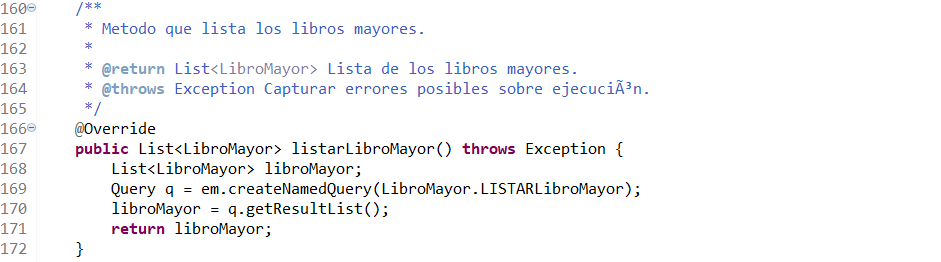 160 /**
161 * Metodo que lista los libros mayores.
162 *
163 * @return List<LibroMayor> Lista de los libros mayores.
164 * @throws Exception Capturar errores posibles sobre ejecuciÃ³n.
165 */
166 @Override
167 public List<LibroMayor> listarLibroMayor() throws Exception {
168 List<LibroMayor> libroMayor;
169 Query q = em.createNamedQuery(LibroMayor.LISTARLibroMayor);
170 libroMayor = q.getResultList();
171 return libroMayor;
172 }